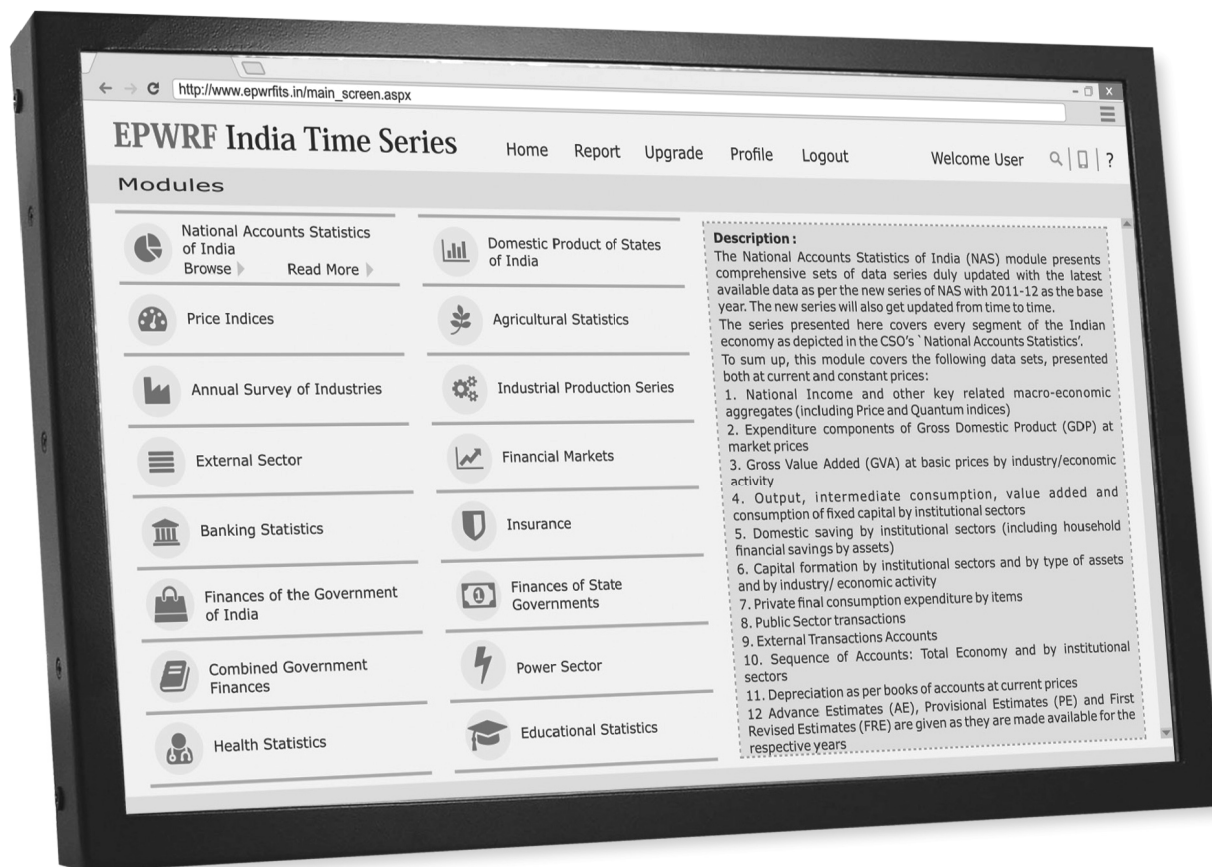 http://www.epwrfits.in/main_screen.aspx
EPWRF India Time Series
Home Report Upgrade Profile Logout Welcome User ?
Modules
National Accounts Statistics
of India
Browse Read More
Domestic Product of States
of India
Price Indices
Agricultural Statistics
Annual Survey of Industries
Industrial Production Series
External Sector
Financial Markets
Banking Statistics
Insurance
Finances of the Government
of India
Finances of State
Governments
Combined Government
Finances
Power Sector
Health Statistics
Educational Statistics
Description :
The National Accounts Statistics of India (NAS) module presents
comprehensive sets of data series duly updated with the latest
available data as per the new series of NAS with 2011-12 as the base
year. The new series will also get updated from time to time.
The series presented here covers every segment of the Indian
economy as depicted in the CSO's `National Accounts Statistics'.
To sum up, this module covers the following data sets, presented
both at current and constant prices:
1. National Income and other key related macro-economic
aggregates (including Price and Quantum indices)
2. Expenditure components of Gross Domestic Product (GDP) at
market prices
3. Gross Value Added (GVA) at basic prices by industry/economic
activity
4. Output, intermediate consumption, value added and
consumption of fixed capital by institutional sectors
5. Domestic saving by institutional sectors (including household
financial savings by assets)
6. Capital formation by institutional sectors and by type of assets
and by industry/ economic activity
7. Private final consumption expenditure by items
8. Public Sector transactions
9. External Transactions Accounts
10. Sequence of Accounts: Total Economy and by institutional
sectors
11. Depreciation as per books of accounts at current prices
12 Advance Estimates (AE), Provisional Estimates (PE) and First
Revised Estimates (FRE) are given as they are made available for the
respective years